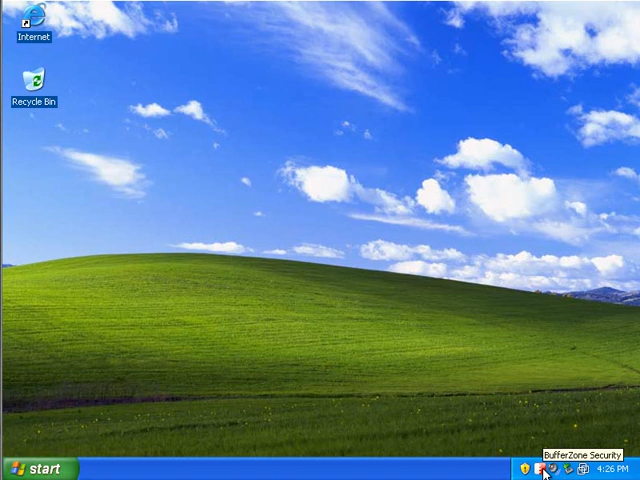 Internet
Recycle Bin
BufferZone Security
start
4:26 PM